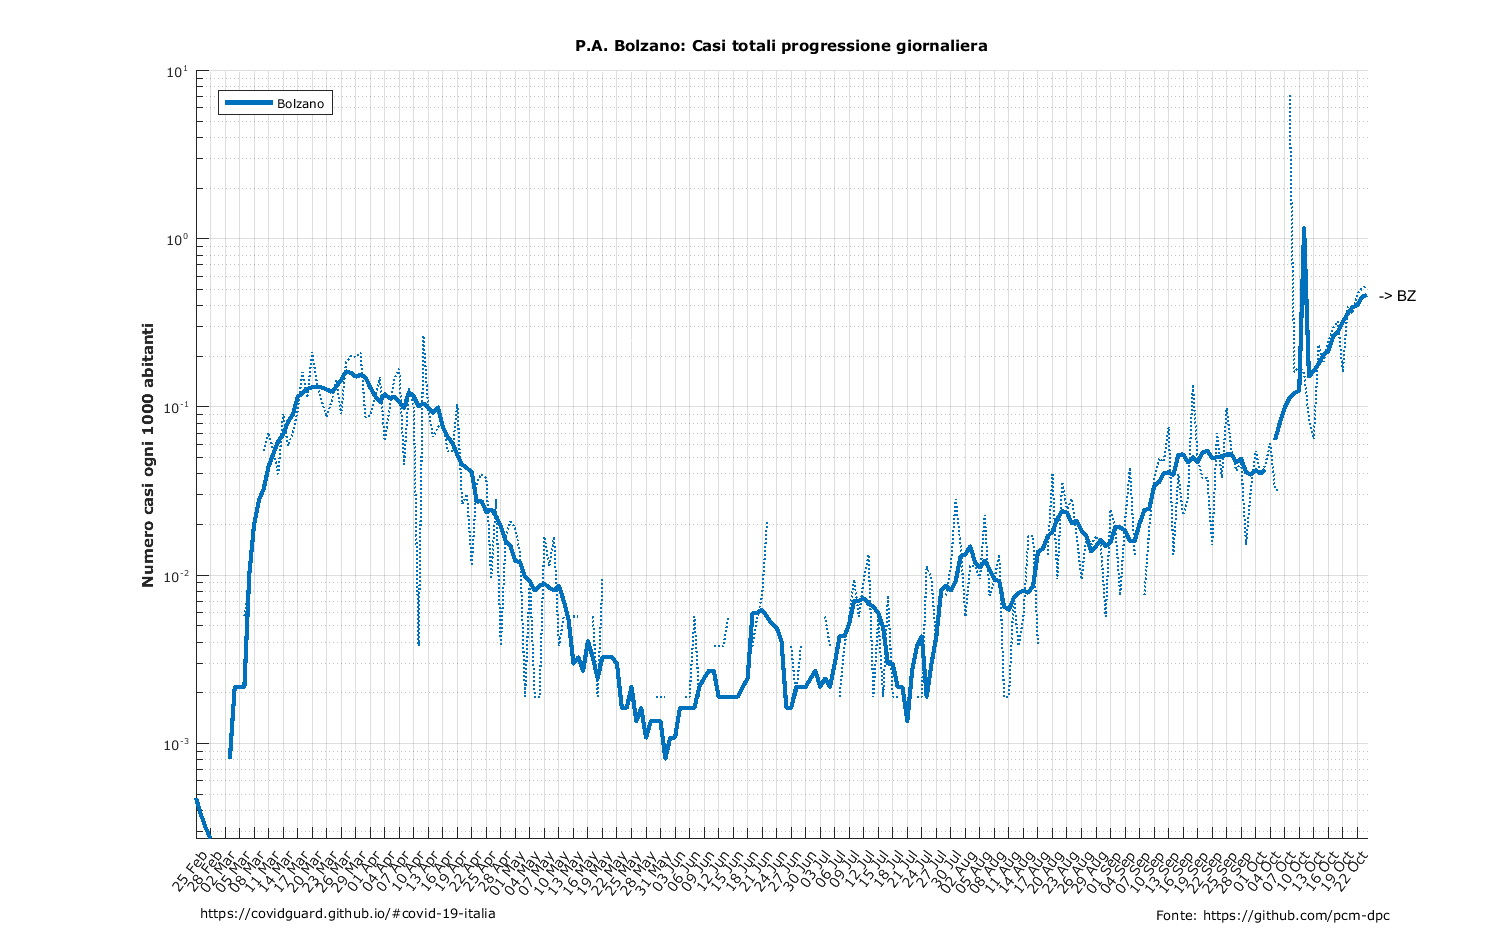 P.A. Bolzano: Casi totali progressione giornaliera
Bolzano
Numero casi ogni 1000 abitanti
10¹
10⁰
10⁻¹
10⁻²
10⁻³
-> BZ
25 Feb
28 Feb
02 Mar
05 Mar
08 Mar
11 Mar
14 Mar
17 Mar
20 Mar
23 Mar
26 Mar
29 Mar
01 Apr
04 Apr
07 Apr
10 Apr
13 Apr
16 Apr
19 Apr
22 Apr
25 Apr
28 Apr
01 May
04 May
07 May
10 May
13 May
16 May
19 May
22 May
25 May
28 May
31 May
03 Jun
06 Jun
09 Jun
12 Jun
15 Jun
18 Jun
21 Jun
24 Jun
27 Jun
30 Jun
03 Jul
06 Jul
09 Jul
12 Jul
15 Jul
18 Jul
21 Jul
24 Jul
27 Jul
30 Jul
02 Aug
05 Aug
08 Aug
11 Aug
14 Aug
17 Aug
20 Aug
23 Aug
26 Aug
29 Aug
01 Sep
04 Sep
07 Sep
10 Sep
13 Sep
16 Sep
19 Sep
22 Sep
25 Sep
28 Sep
01 Oct
04 Oct
07 Oct
10 Oct
13 Oct
16 Oct
19 Oct
22 Oct
https://covidguard.github.io/#covid-19-italia
Fonte: https://github.com/pcm-dpc